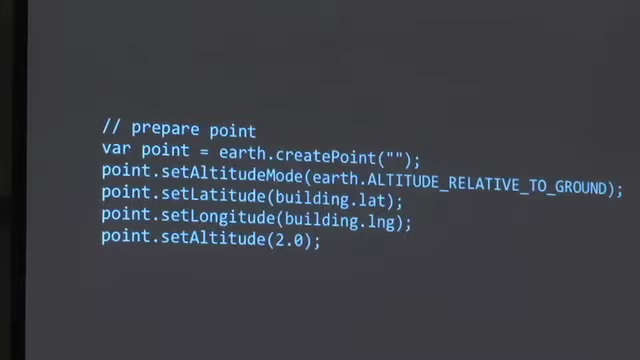 // prepare point
var point = earth.createPoint("");
point.setAltitudeMode(earth.ALTITUDE_RELATIVE_TO_GROUND);
point.setLatitude(building.lat);
point.setLongitude(building.lng);
point.setAltitude(2.0);